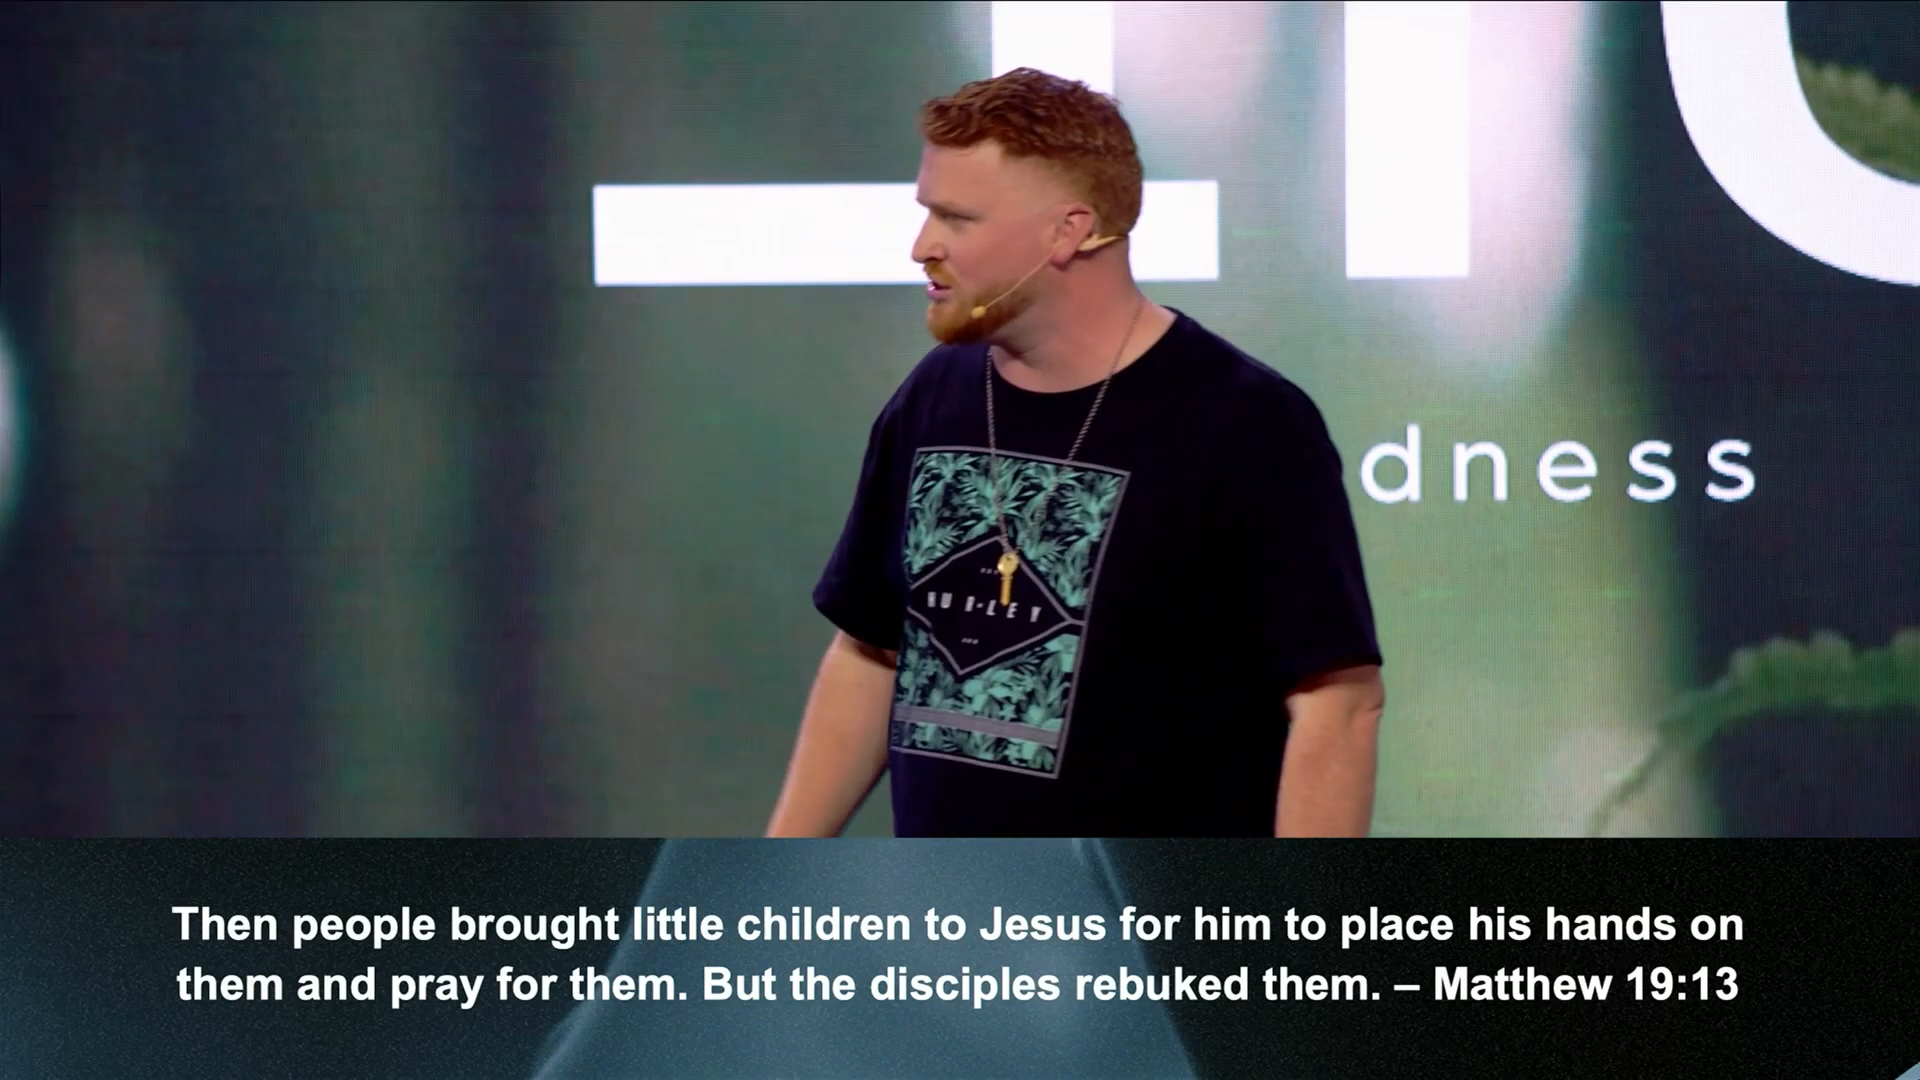 dness
HURLEY
Then people brought little children to Jesus for him to place his hands on
them and pray for them. But the disciples rebuked them. – Matthew 19:13